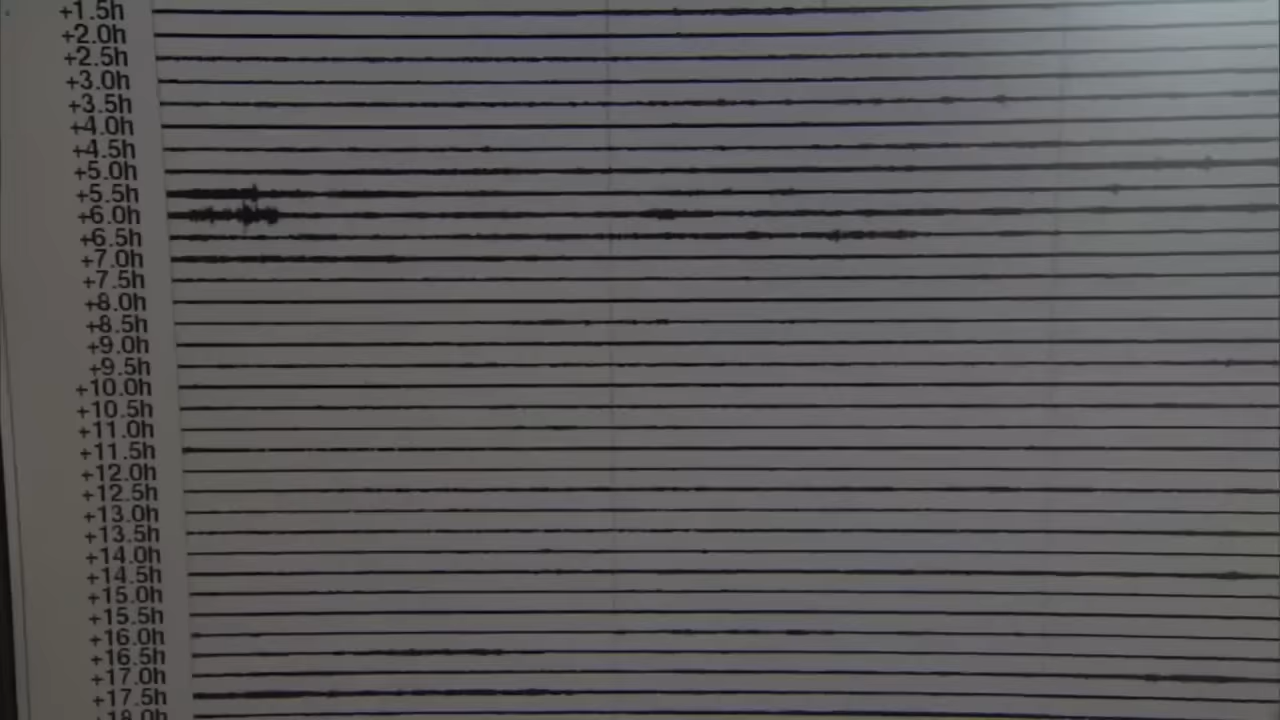 +1.5h
+2.0h
+2.5h
+3.0h
+3.5h
+4.0h
+4.5h
+5.0h
+5.5h
+6.0h
+6.5h
+7.0h
+7.5h
+8.0h
+8.5h
+9.0h
+9.5h
+10.0h
+10.5h
+11.0h
+11.5h
+12.0h
+12.5h
+13.0h
+13.5h
+14.0h
+14.5h
+15.0h
+15.5h
+16.0h
+16.5h
+17.0h
+17.5h
+18.0h